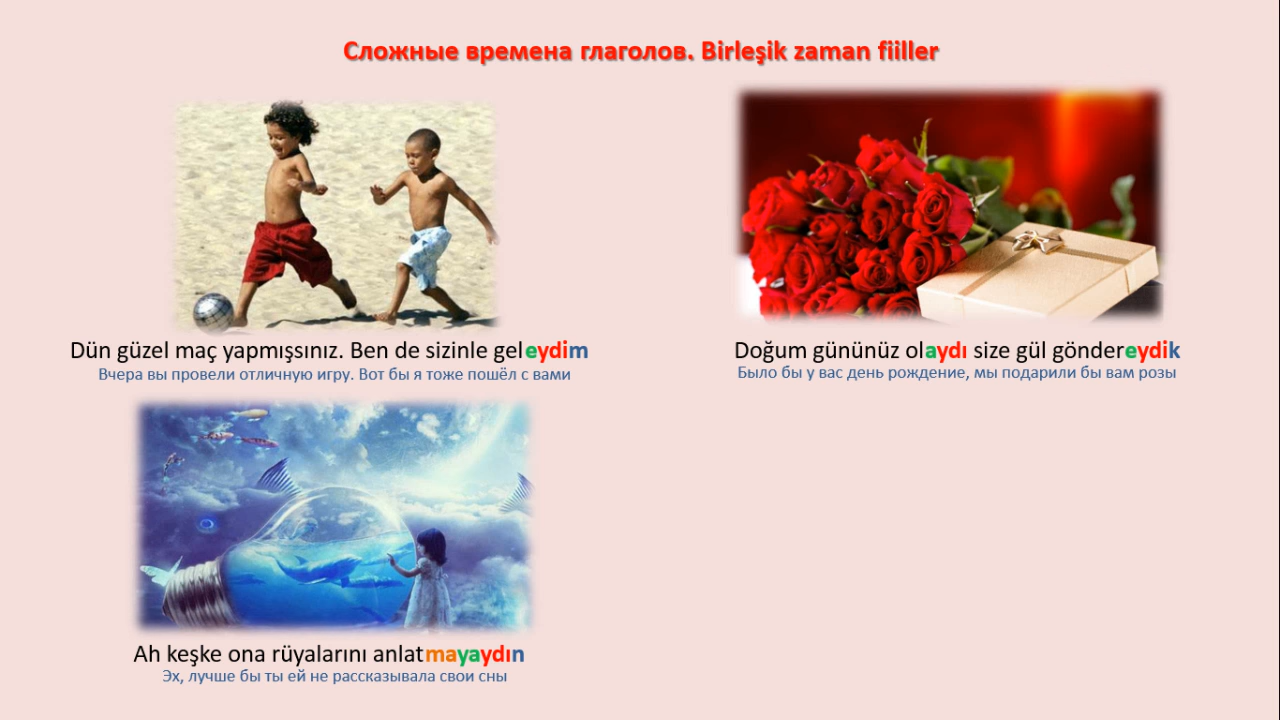 Сложные времена глаголов. Birleşik zaman fiiller
Dün güzel maç yapmışsınız. Ben de sizinle geleydim
Вчера вы провели отличную игру. Вот бы я тоже пошёл с вами
Doğum gününüz olaydı size gül göndereydik
Было бы у вас день рождение, мы подарили бы вам розы
Ah keşke ona rüyalarını anlatmayaydın
Эх, лучше бы ты ей не рассказывала свои сны